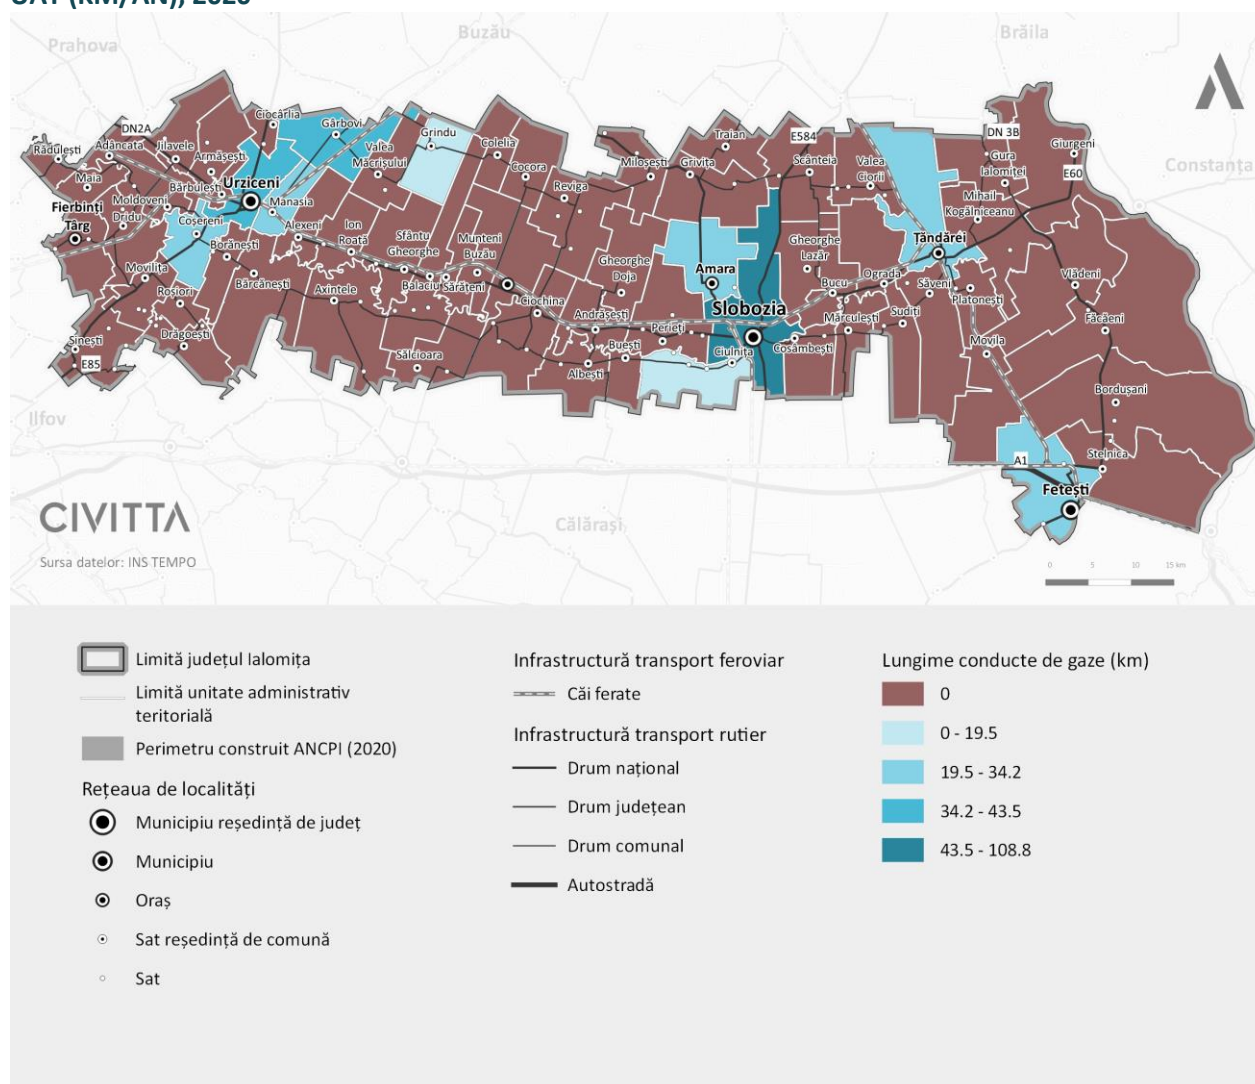 UAT (KM/AN), 2020
Prahova
Buzău
Brăila
Constanța
Ilfov
Călărași
DN2A
Rădulești
Adâncata
Jilavele
Armășești
Ciocârlia
Gârbovi
Grindu
Valea
Măcrișului
Colelia
Cocora
Reviga
Miloșești
Traian
Grivița
E584
Scânteia
Valea
Ciorii
DN 3B
Gura
Ialomiței
Giurgeni
E60
Mihail
Kogălniceanu
Maia
Bărbulești
Urziceni
Moldoveni
Manasia
Fierbinți
Târg
Dridu
Coșereni
Alexeni
Ion
Roată
Sfântu
Gheorghe
Munteni
Buzău
Borănești
Movilița
Bărcănești
Balaciu
Sărățeni
Gheorghe
Doja
Amara
Gheorghe
Lazăr
Țăndărei
Ograda
Bucu
Săveni
Platonești
Vlădeni
Roșiori
Axintele
Ciochina
Andrășești
Slobozia
Perieți
Mărculești
Sudiți
Făcăeni
Sinești
Drăgoești
Sălcioara
Buești
Albești
Ciulnița
Cosâmbești
Movila
E85
Bordușani
Stelnica
A1
Fetești
CIVITTA
Sursa datelor: INS TEMPO
0 5 10 15 km
Limită județul Ialomița
Limită unitate administrativ
teritorială
Perimetru construit ANCPI (2020)
Rețeaua de localități
Municipiu reședință de județ
Municipiu
Oraș
Sat reședință de comună
Sat
Infrastructură transport feroviar
Căi ferate
Infrastructură transport rutier
Drum național
Drum județean
Drum comunal
Autostradă
Lungime conducte de gaze (km)
0
0 - 19.5
19.5 - 34.2
34.2 - 43.5
43.5 - 108.8